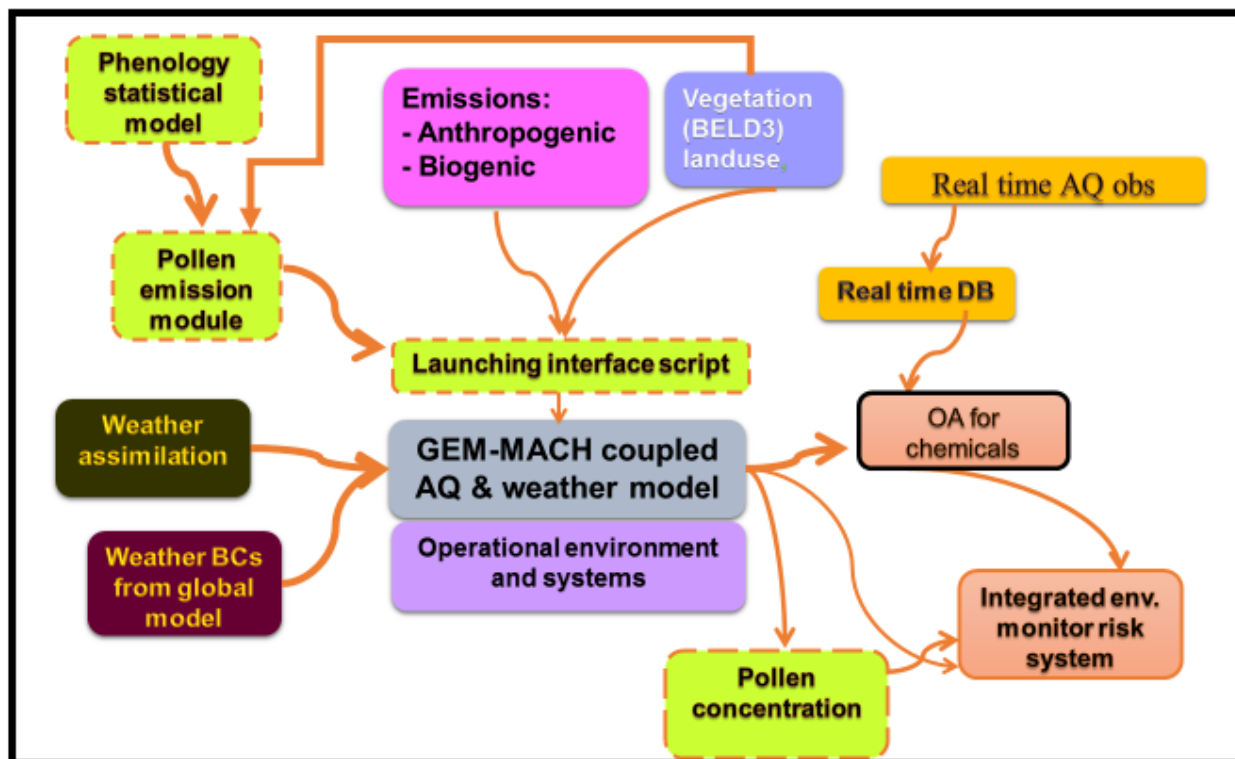 Phenology
statistical
model
Emissions:
- Anthropogenic
- Biogenic
Vegetation
(BELD3)
landuse,
Real time AQ obs
Pollen
emission
module
Real time DB
Launching interface script
Weather
assimilation
GEM-MACH coupled
AQ & weather model
OA for
chemicals
Weather BCs
from global
model
Operational environment
and systems
Integrated env.
monitor risk
system
Pollen
concentration